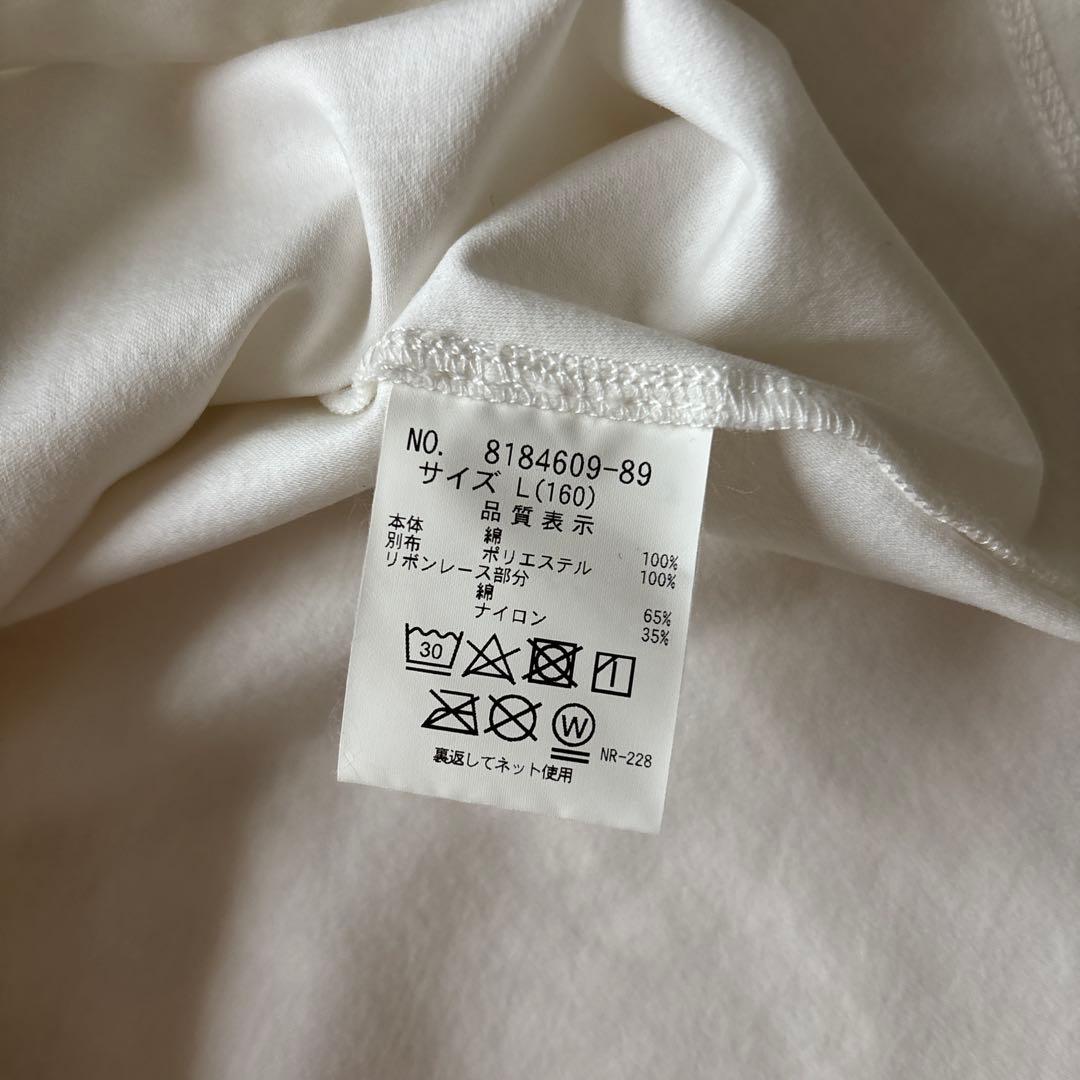 NO. 8184609-89
サイズ L(160)
品質表示
本体 綿 100%
別布 ポリエステル 100%
リボンレース部分
綿 65%
ナイロン 35%
30
W
NR-228
裏返してネット使用